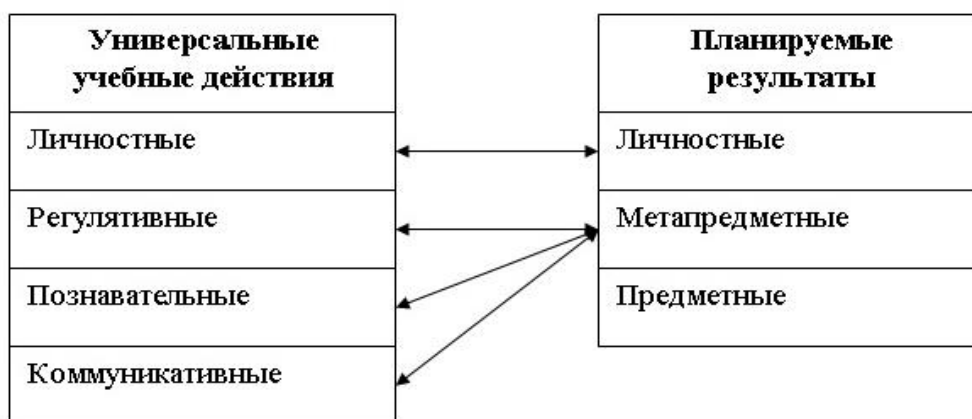 Универсальные
учебные действия
Личностные
Регулятивные
Познавательные
Коммуникативные
Планируемые
результаты
Личностные
Метапредметные
Предметные